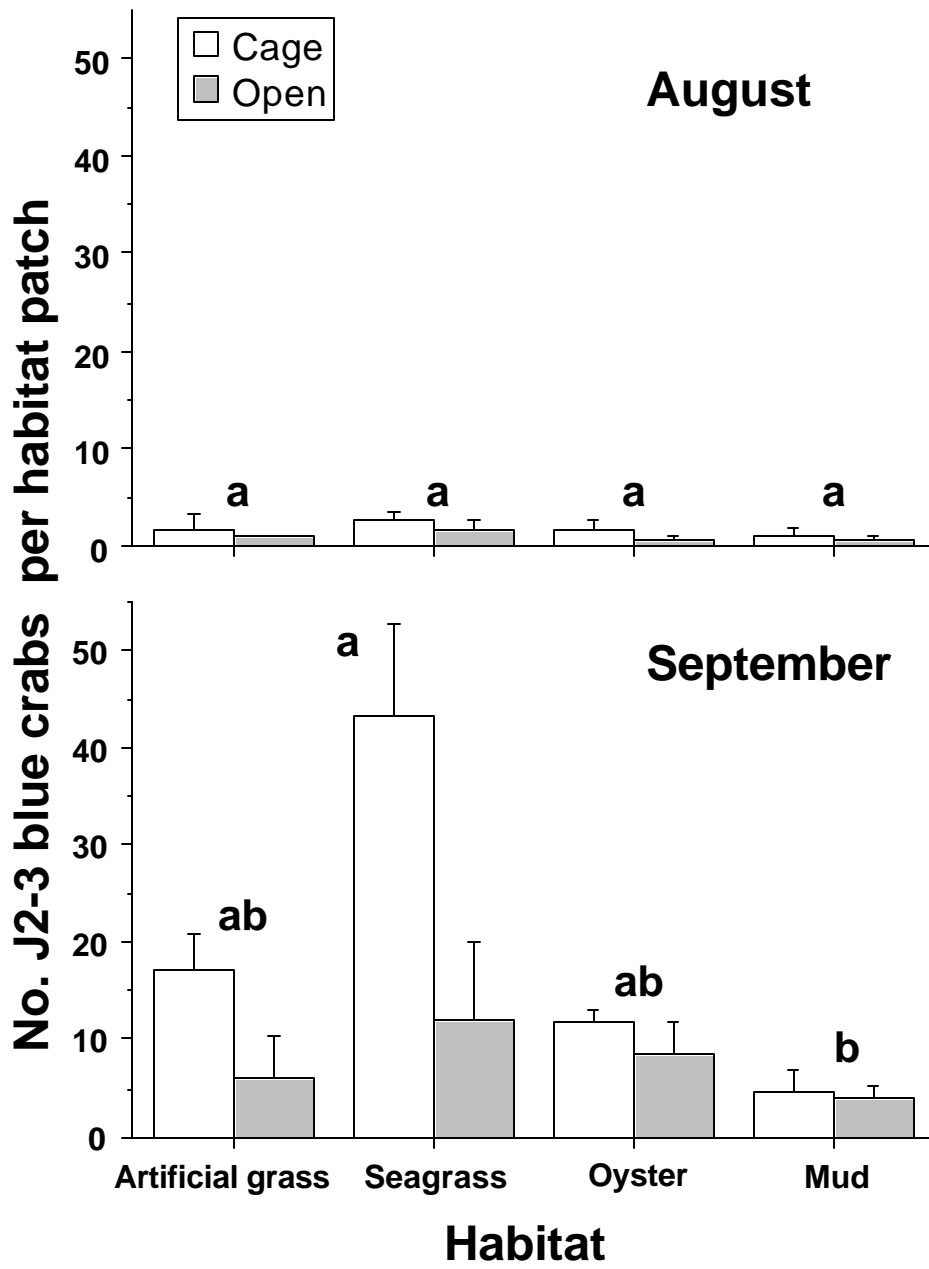 Cage
Open
August
50
40
30
20
10
0
a
a
a
a
No. J2-3 blue crabs per habitat patch
September
50
40
30
20
10
0
ab
a
ab
b
Artificial grass
Seagrass
Oyster
Mud
Habitat